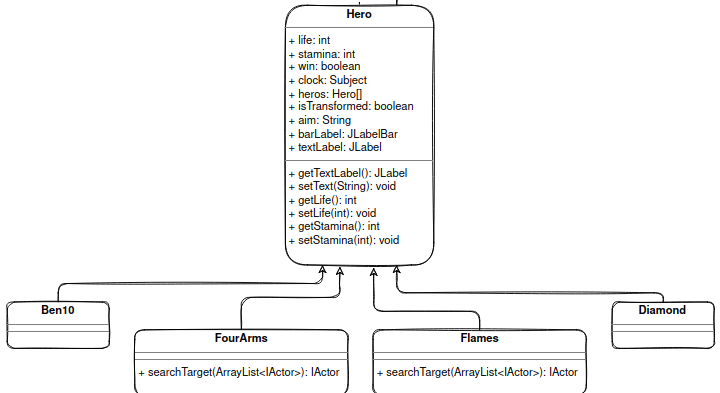 Hero
+ life: int
+ stamina: int
+ win: boolean
+ clock: Subject
+ heros: Hero[]
+ isTransformed: boolean
+ aim: String
+ barLabel: JLabelBar
+ textLabel: JLabel
+ getTextLabel(): JLabel
+ setText(String): void
+ getLife(): int
+ setLife(int): void
+ getStamina(): int
+ setStamina(int): void
Ben10
Diamond
FourArms
Flames
+ searchTarget(ArrayList<IActor>): IActor
+ searchTarget(ArrayList<IActor>): IActor